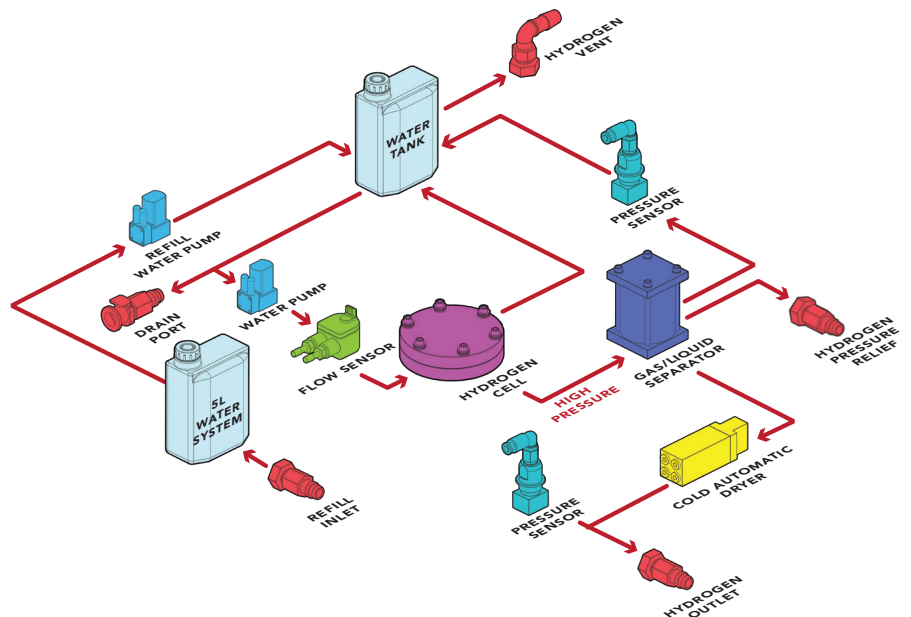 HYDROGEN
VENT
WATER
TANK
PRESSURE
SENSOR
REFILL
WATER PUMP
DRAIN
PORT
WATER PUMP
FLOW SENSOR
HYDROGEN
CELL
GAS/LIQUID
SEPARATOR
HYDROGEN
PRESSURE
RELIEF
HIGH
PRESSURE
5L
WATER
SYSTEM
REFILL
INLET
PRESSURE
SENSOR
COLD AUTOMATIC
DRYER
HYDROGEN
OUTLET